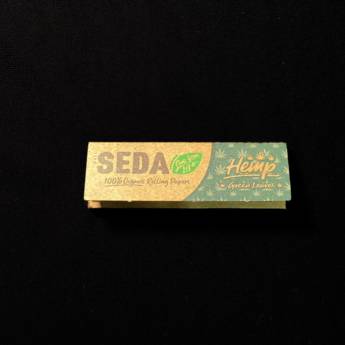 SEDA
100% Organic Rolling Papers
Hemp
Green Leaves